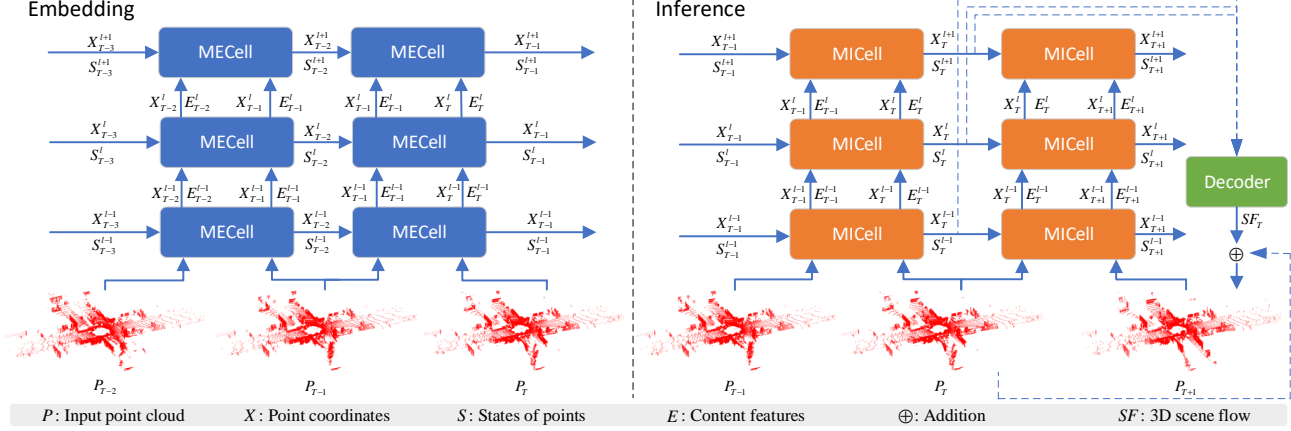 Embedding
X_{T-3}^{l+1} MECell X_{T-2}^{l+1} MECell X_{T-1}^{l+1}
S_{T-3}^{l+1} S_{T-2}^{l+1} S_{T-1}^{l+1}
X_{T-2}^{l} E_{T-2}^{l} X_{T-1}^{l} E_{T-1}^{l} X_{T-1}^{l} E_{T-1}^{l} X_{T}^{l} E_{T}^{l}
X_{T-3}^{l} MECell X_{T-2}^{l} MECell X_{T-1}^{l}
S_{T-3}^{l} S_{T-2}^{l} S_{T-1}^{l}
X_{T-2}^{l-1} E_{T-2}^{l-1} X_{T-1}^{l-1} E_{T-1}^{l-1} X_{T-1}^{l-1} E_{T-1}^{l-1} X_{T}^{l-1} E_{T}^{l-1}
X_{T-3}^{l-1} MECell X_{T-2}^{l-1} MECell X_{T-1}^{l-1}
S_{T-3}^{l-1} S_{T-2}^{l-1} S_{T-1}^{l-1}
P_{T-2} P_{T-1} P_{T}
Inference
X_{T-1}^{l+1} MICell X_{T}^{l+1} MICell X_{T+1}^{l+1}
S_{T-1}^{l+1} S_{T}^{l+1} S_{T+1}^{l+1}
X_{T-1}^{l} E_{T-1}^{l} X_{T}^{l} E_{T}^{l} X_{T}^{l} E_{T}^{l} X_{T+1}^{l} E_{T+1}^{l}
X_{T-1}^{l} MICell X_{T}^{l} MICell X_{T+1}^{l}
S_{T-1}^{l} S_{T}^{l} S_{T+1}^{l}
Decoder
X_{T-1}^{l-1} E_{T-1}^{l-1} X_{T}^{l-1} E_{T}^{l-1} X_{T}^{l-1} E_{T}^{l-1} X_{T+1}^{l-1} E_{T+1}^{l-1}
X_{T-1}^{l-1} MICell X_{T}^{l-1} MICell X_{T+1}^{l-1}
S_{T-1}^{l-1} S_{T}^{l-1} S_{T+1}^{l-1}
SF_{T}
⊕
P_{T-1} P_{T} P_{T+1}
P : Input point cloud X : Point coordinates S : States of points E : Content features ⊕ : Addition SF : 3D scene flow